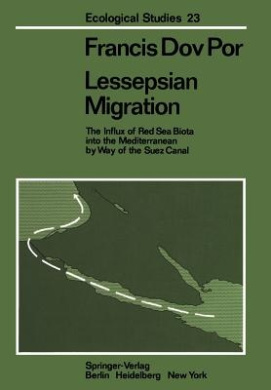 Ecological Studies 23
Francis Dov Por
Lessepsian
Migration
The Influx of Red Sea Biota
into the Mediterranean
by Way of the Suez Canal
Springer-Verlag
Berlin Heidelberg New York